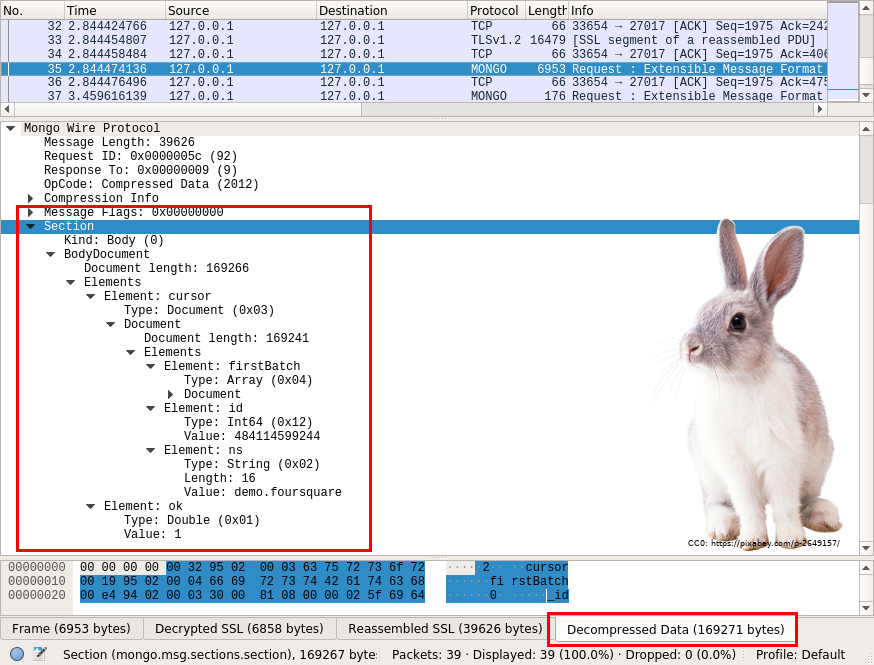 No. Time Source Destination Protocol Length Info
32 2.844424766 127.0.0.1 127.0.0.1 TCP 66 33654 → 27017 [ACK] Seq=1975 Ack=242
33 2.844454807 127.0.0.1 127.0.0.1 TLSv1.2 16479 [SSL segment of a reassembled PDU]
34 2.844458484 127.0.0.1 127.0.0.1 TCP 66 33654 → 27017 [ACK] Seq=1975 Ack=406
35 2.844474136 127.0.0.1 127.0.0.1 MONGO 6953 Request : Extensible Message Format
36 2.844476496 127.0.0.1 127.0.0.1 TCP 66 33654 → 27017 [ACK] Seq=1975 Ack=475
37 3.459616139 127.0.0.1 127.0.0.1 MONGO 176 Request : Extensible Message Format
Mongo Wire Protocol
Message Length: 39626
Request ID: 0x0000005c (92)
Response To: 0x00000009 (9)
OpCode: Compressed Data (2012)
Compression Info
Message Flags: 0x00000000
Section
Kind: Body (0)
BodyDocument
Document length: 169266
Elements
Element: cursor
Type: Document (0x03)
Document
Document length: 169241
Elements
Element: firstBatch
Type: Array (0x04)
Document
Element: id
Type: Int64 (0x12)
Value: 484114599244
Element: ns
Type: String (0x02)
Length: 16
Value: demo.foursquare
Element: ok
Type: Double (0x01)
Value: 1
CC0: https://pixabay.com/p-2649157/
00000000 00 00 00 00 00 32 95 02 00 03 63 75 72 73 6f 72 ·····2·· ··cursor
00000010 00 19 95 02 00 04 66 69 72 73 74 42 61 74 63 68 ······fi rstBatch
00000020 00 e4 94 02 00 03 30 00 81 08 00 00 02 5f 69 64 ······0· ·····_id
Frame (6953 bytes) Decrypted SSL (6858 bytes) Reassembled SSL (39626 bytes) Decompressed Data (169271 bytes)
Section (mongo.msg.sections.section), 169267 byte Packets: 39 · Displayed: 39 (100.0%) · Dropped: 0 (0.0%) Profile: Default